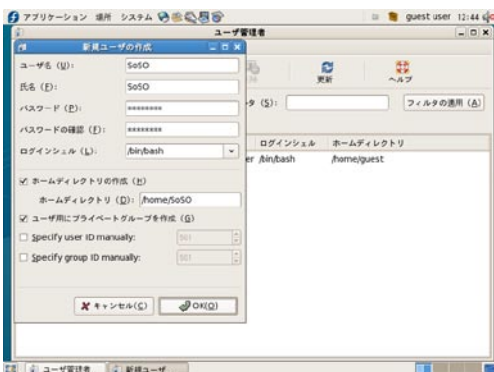 アプリケーション 場所 システム guest user 12:44
ユーザ管理者
新規ユーザの作成
ユーザ名 (U): SoSO
氏名 (F): SoSO
パスワード (P): ********
パスワードの確認 (F): ********
ログインシェル (L): /bin/bash
ホームディレクトリの作成 (H)
ホームディレクトリ (D): /home/SoSO
ユーザ用にプライベートグループを作成 (G)
Specify user ID manually: 501
Specify group ID manually: 501
キャンセル(C) OK(O)
更新 ヘルプ
タ (S): フィルタの適用 (A)
ログインシェル ホームディレクトリ
er /bin/bash /home/guest
ユーザ管理者 新規ユーザ